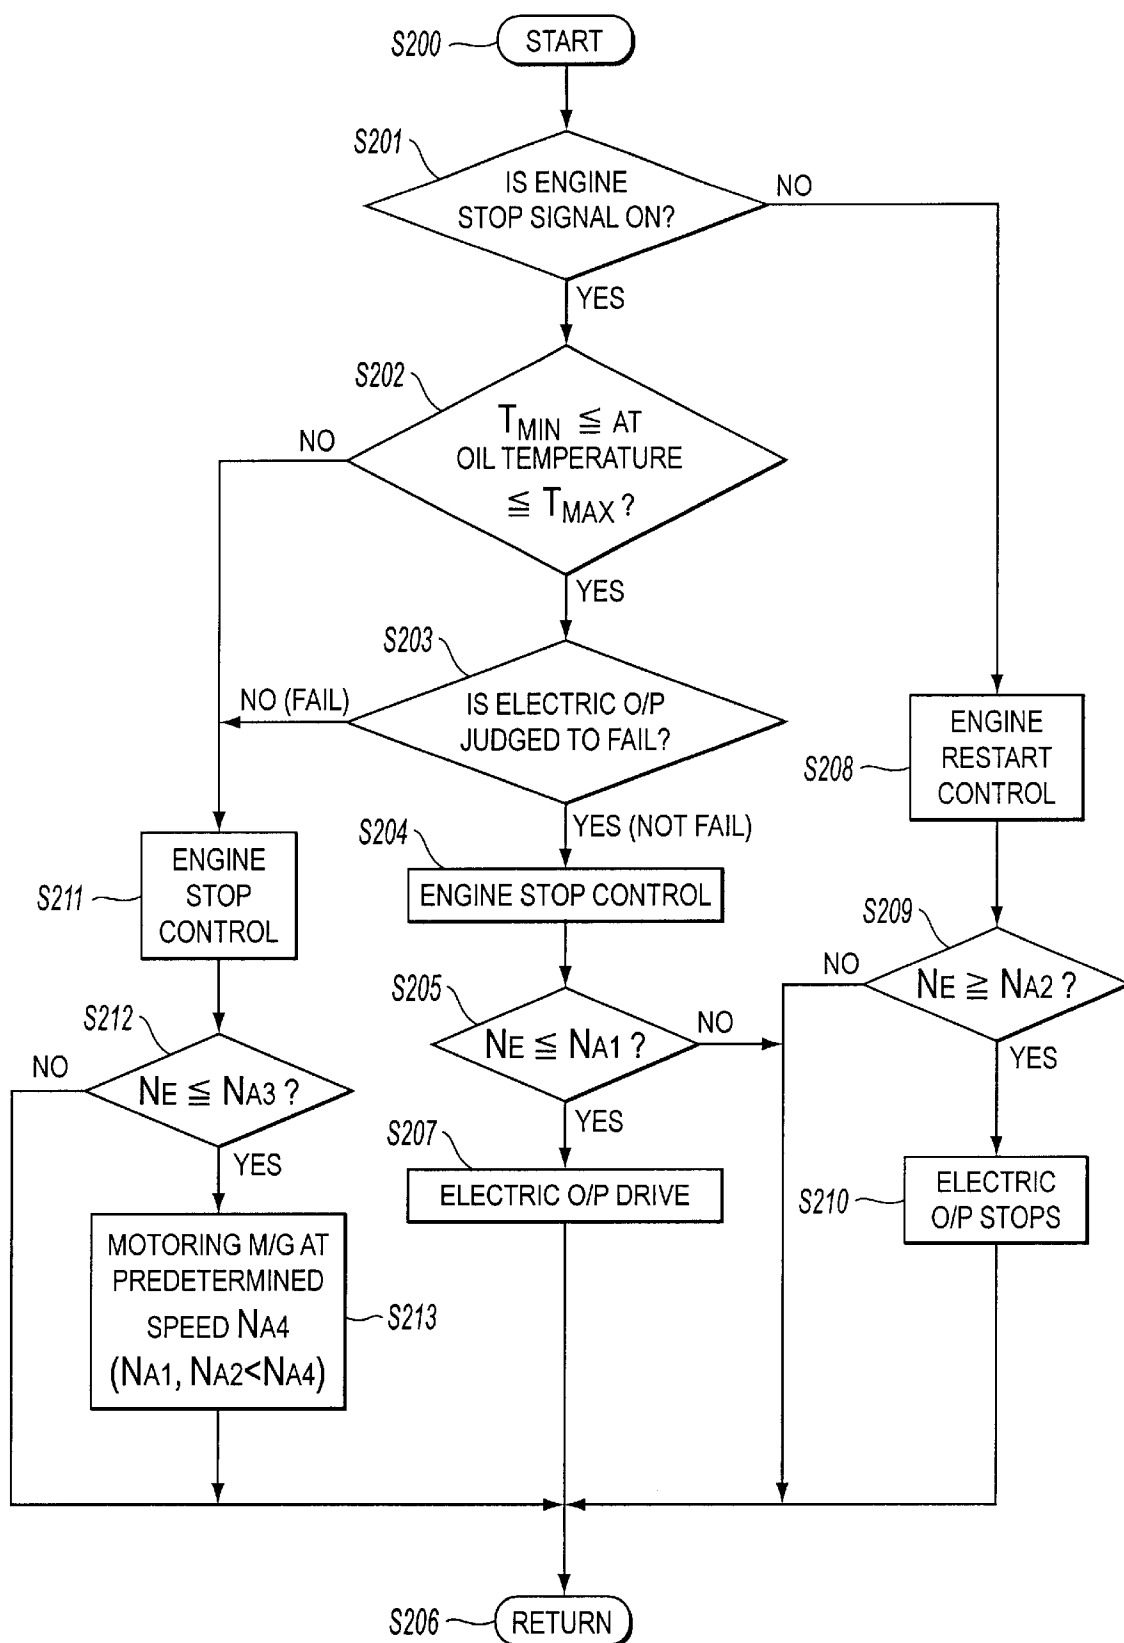 S200
START
S201
IS ENGINE
STOP SIGNAL ON?
NO
YES
S202
TMIN ≦ AT
OIL TEMPERATURE
≦ TMAX ?
NO
YES
S203
IS ELECTRIC O/P
JUDGED TO FAIL?
NO (FAIL)
YES (NOT FAIL)
S208
ENGINE
RESTART
CONTROL
S204
ENGINE STOP CONTROL
S211
ENGINE
STOP
CONTROL
S209
NE ≧ NA2 ?
NO
YES
S205
NE ≦ NA1 ?
NO
YES
S212
NE ≦ NA3 ?
NO
YES
S207
ELECTRIC O/P DRIVE
S210
ELECTRIC
O/P STOPS
MOTORING M/G AT
PREDETERMINED
SPEED NA4
(NA1, NA2<NA4)
S213
S206
RETURN